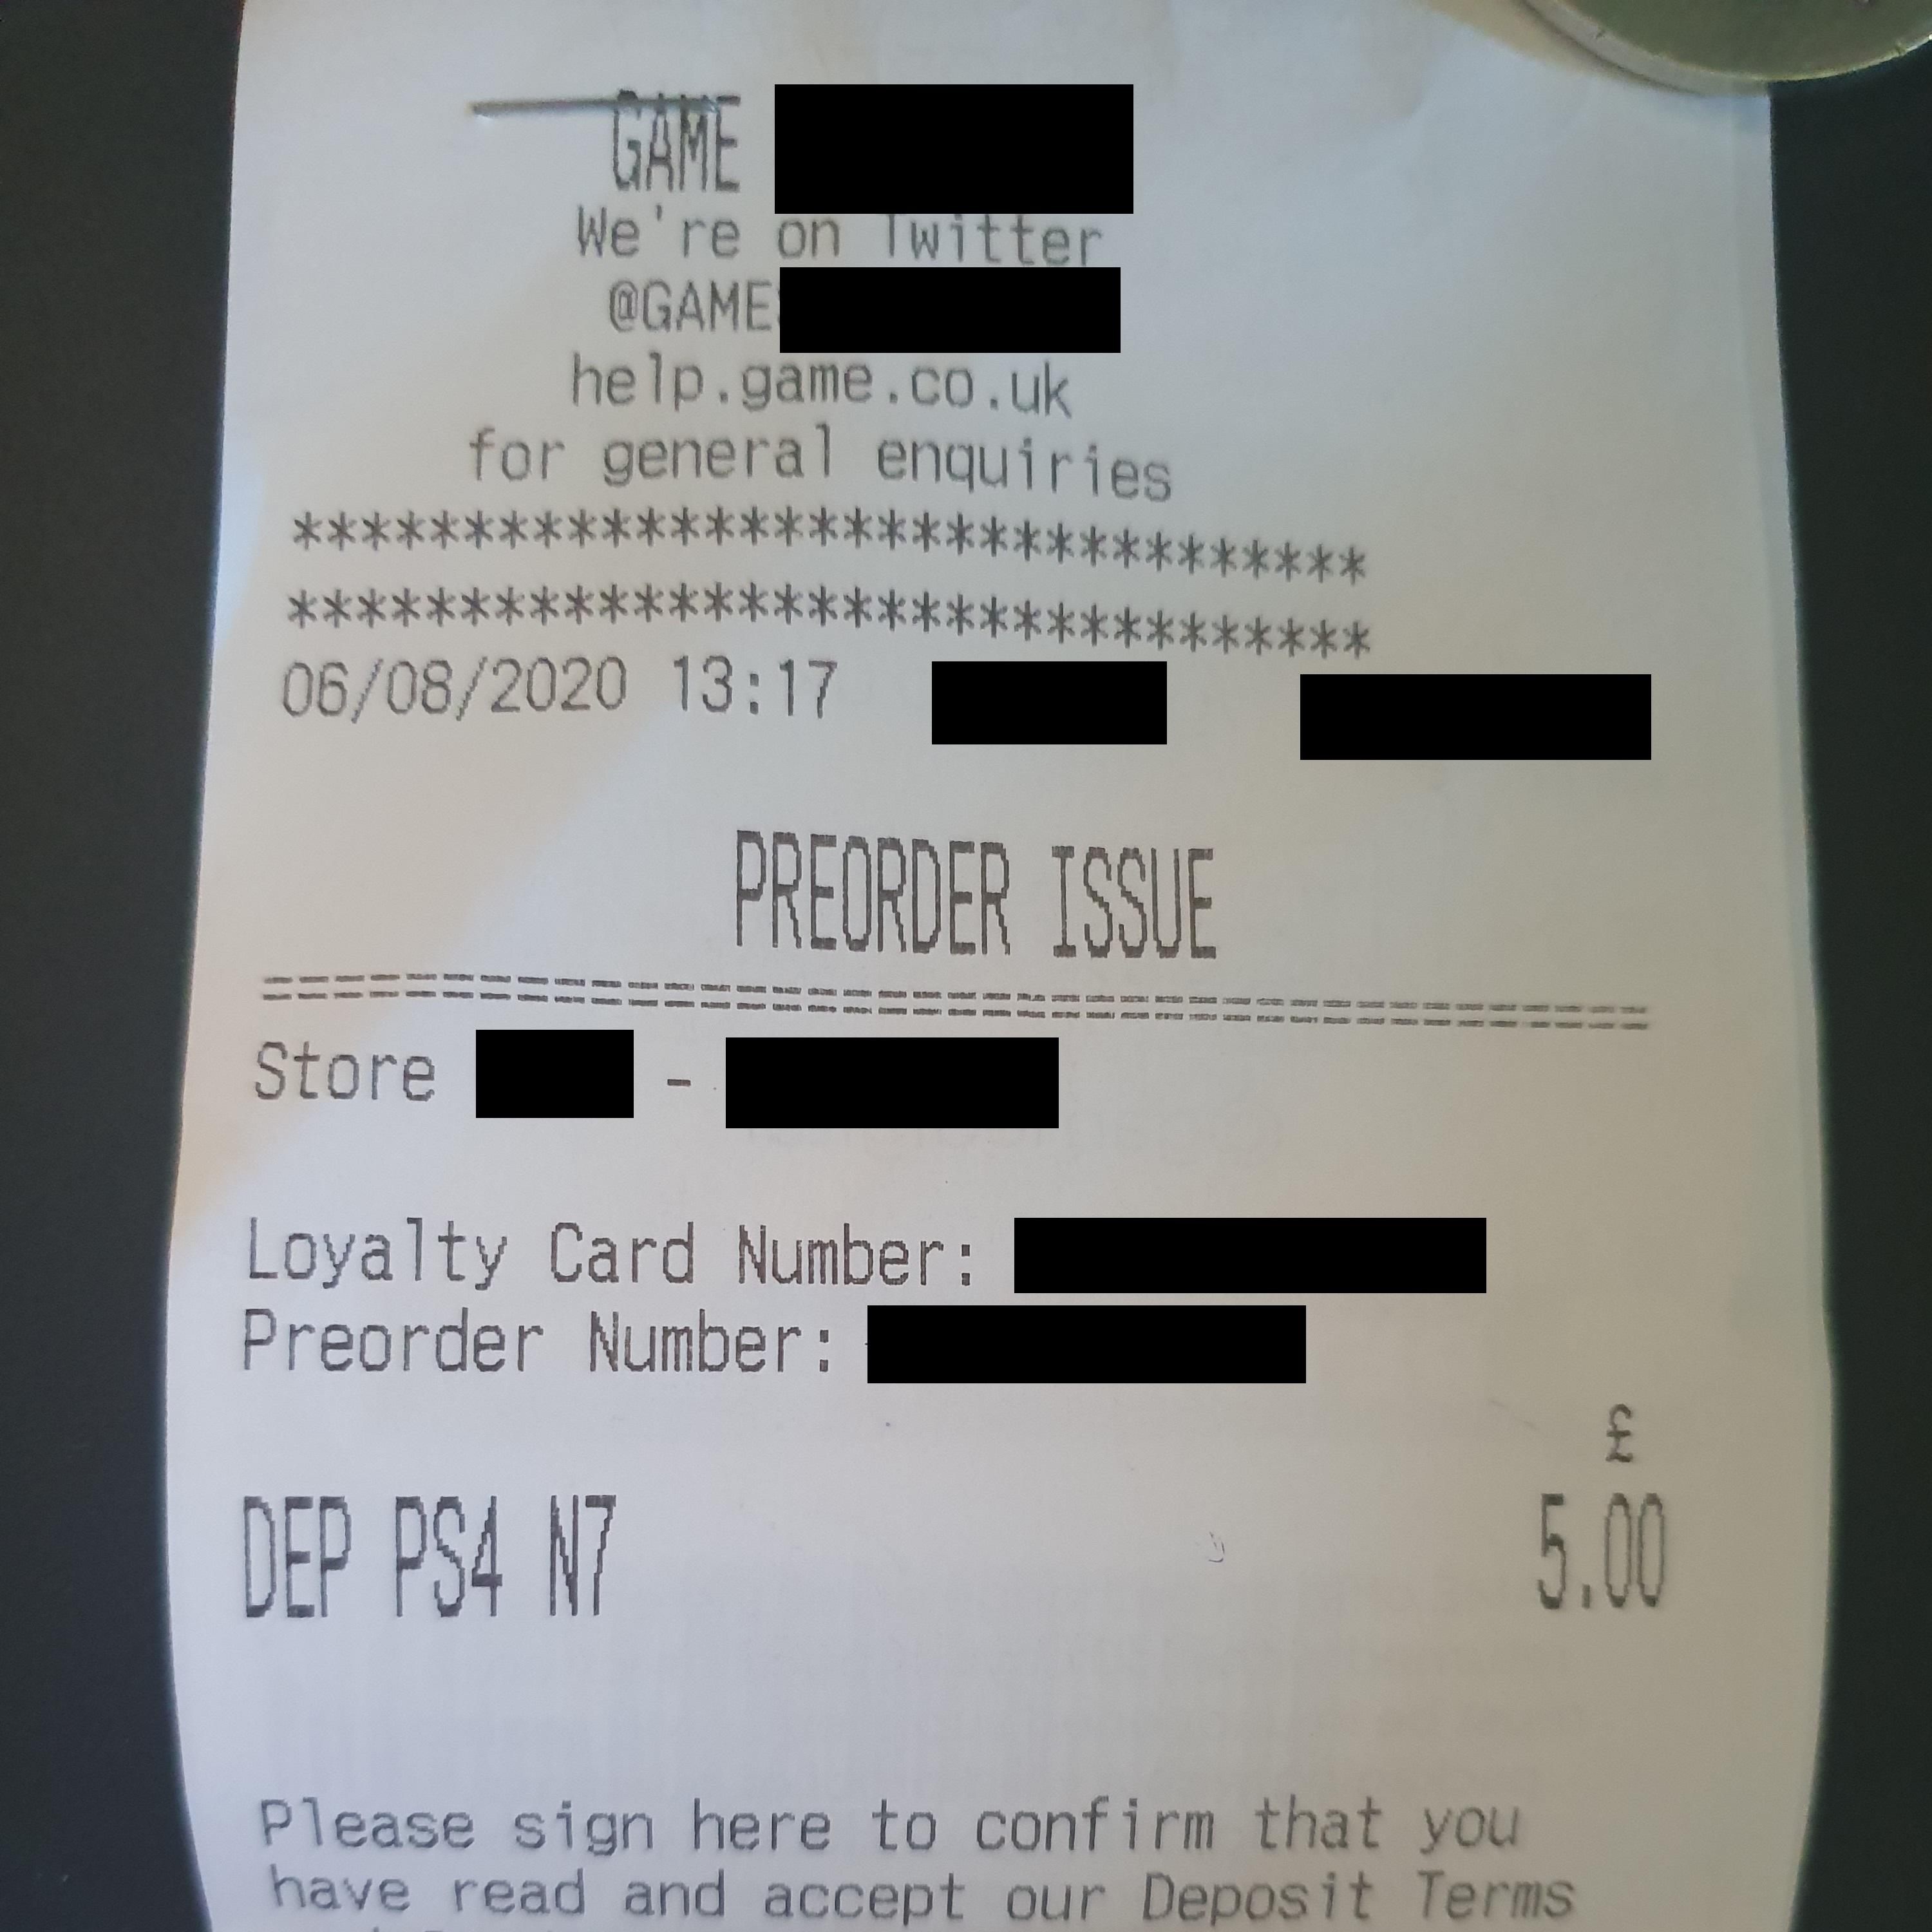 GAME
We're on Twitter
@GAME
help.game.co.uk
for general enquiries
*******************************
*******************************
06/08/2020 13:17
PREORDER ISSUE
========================================
Store -
Loyalty Card Number:
Preorder Number:
£
DEP PS4 N7 5.00
Please sign here to confirm that you
have read and accept our Deposit Terms